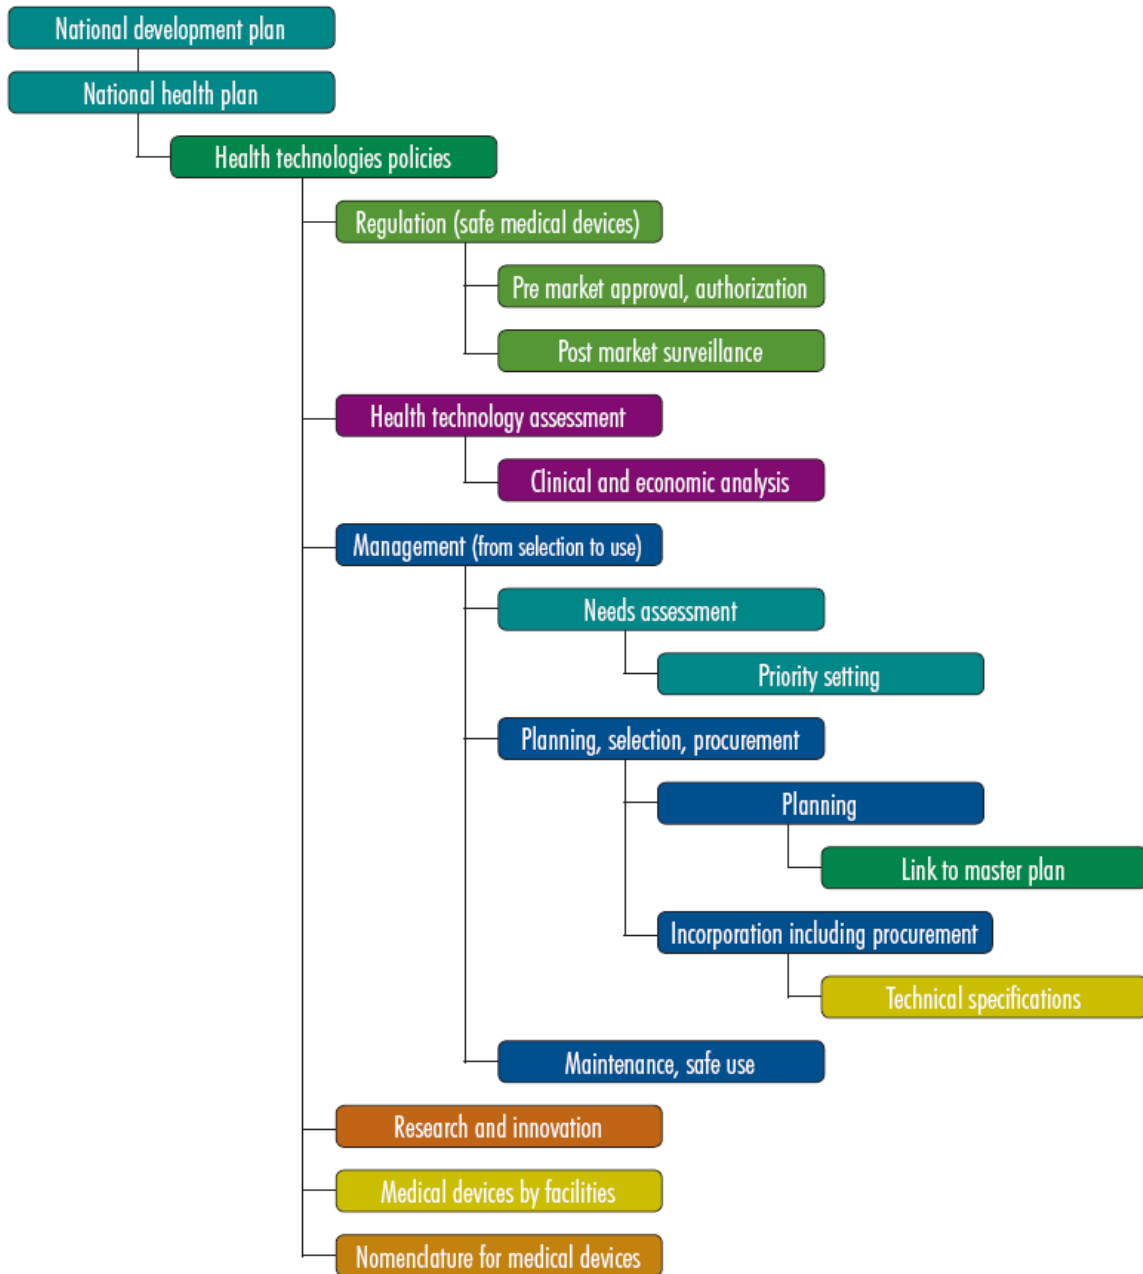 National development plan
National health plan
Health technologies policies
Regulation (safe medical devices)
Pre market approval, authorization
Post market surveillance
Health technology assessment
Clinical and economic analysis
Management (from selection to use)
Needs assessment
Priority setting
Planning, selection, procurement
Planning
Link to master plan
Incorporation including procurement
Technical specifications
Maintenance, safe use
Research and innovation
Medical devices by facilities
Nomenclature for medical devices